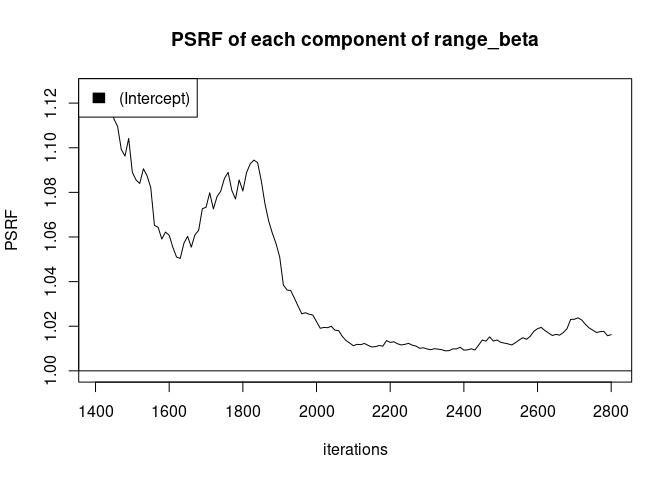 PSRF of each component of range_beta
(Intercept)
PSRF
1.12
1.10
1.08
1.06
1.04
1.02
1.00
1400 1600 1800 2000 2200 2400 2600 2800
iterations